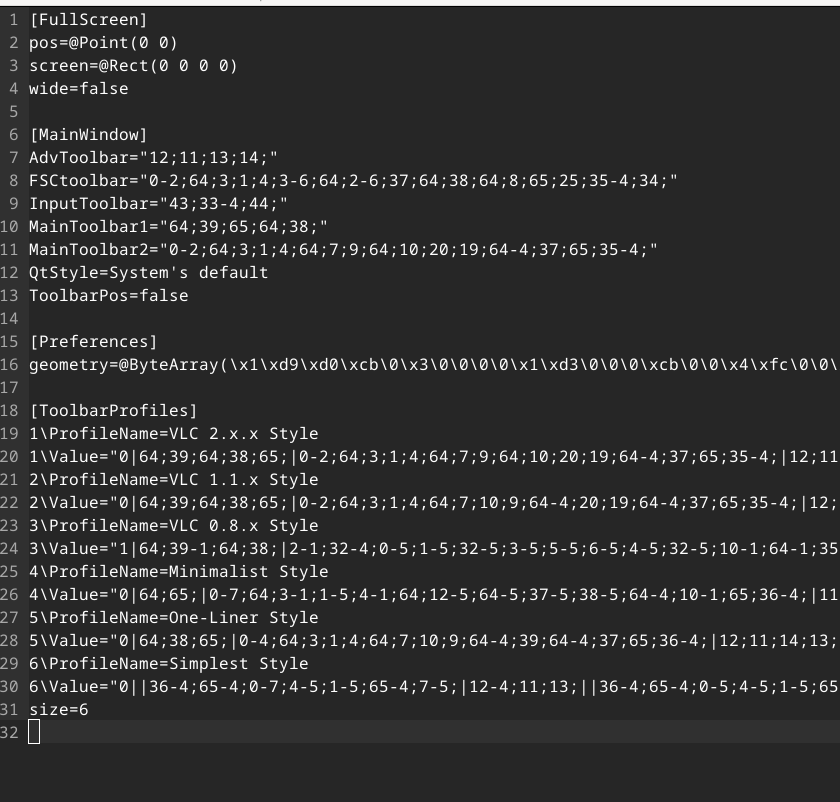 1 [FullScreen]
2 pos=@Point(0 0)
3 screen=@Rect(0 0 0 0)
4 wide=false
5
6 [MainWindow]
7 AdvToolbar="12;11;13;14;"
8 FSCtoolbar="0-2;64;3;1;4;3-6;64;2-6;37;64;38;64;8;65;25;35-4;34;"
9 InputToolbar="43;33-4;44;"
10 MainToolbar1="64;39;65;64;38;"
11 MainToolbar2="0-2;64;3;1;4;64;7;9;64;10;20;19;64-4;37;65;35-4;"
12 QtStyle=System's default
13 ToolbarPos=false
14
15 [Preferences]
16 geometry=@ByteArray(\x1\xd9\xd0\xcb\0\x3\0\0\0\0\x1\xd3\0\0\0\xcb\0\0\x4\xfc\0\0\
17
18 [ToolbarProfiles]
19 1\ProfileName=VLC 2.x.x Style
20 1\Value="0|64;39;64;38;65;|0-2;64;3;1;4;64;7;9;64;10;20;19;64-4;37;65;35-4;|12;11
21 2\ProfileName=VLC 1.1.x Style
22 2\Value="0|64;39;64;38;65;|0-2;64;3;1;4;64;7;10;9;64-4;20;19;64-4;37;65;35-4;|12;
23 3\ProfileName=VLC 0.8.x Style
24 3\Value="1|64;39-1;64;38;|2-1;32-4;0-5;1-5;32-5;3-5;5-5;6-5;4-5;32-5;10-1;64-1;35
25 4\ProfileName=Minimalist Style
26 4\Value="0|64;65;|0-7;64;3-1;1-5;4-1;64;12-5;64-5;37-5;38-5;64-4;10-1;65;36-4;|11
27 5\ProfileName=One-Liner Style
28 5\Value="0|64;38;65;|0-4;64;3;1;4;64;7;10;9;64-4;39;64-4;37;65;36-4;|12;11;14;13;
29 6\ProfileName=Simplest Style
30 6\Value="0||36-4;65-4;0-7;4-5;1-5;65-4;7-5;|12-4;11;13;||36-4;65-4;0-5;4-5;1-5;65
31 size=6
32